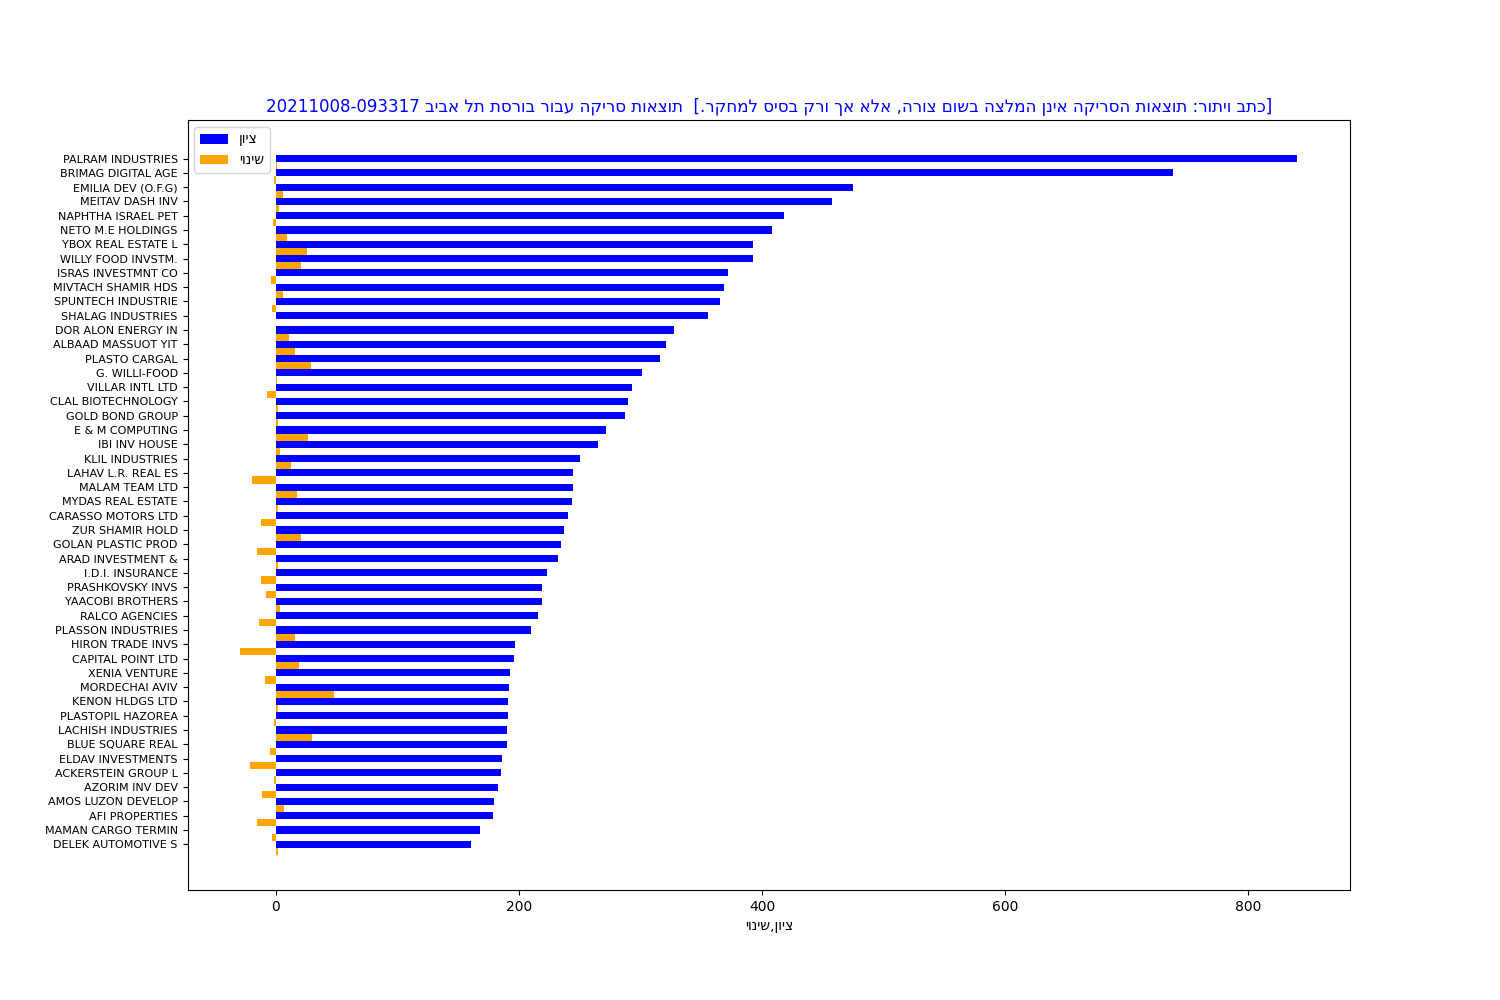 [כתב ויתור: תוצאות הסריקה אינן המלצה בשום צורה, אלא אך ורק בסיס למחקר.] תוצאות סריקה עבור בורסת תל אביב 20211008-093317
ציון
שינוי
PALRAM INDUSTRIES
BRIMAG DIGITAL AGE
EMILIA DEV (O.F.G)
MEITAV DASH INV
NAPHTHA ISRAEL PET
NETO M.E HOLDINGS
YBOX REAL ESTATE L
WILLY FOOD INVSTM.
ISRAS INVESTMNT CO
MIVTACH SHAMIR HDS
SPUNTECH INDUSTRIE
SHALAG INDUSTRIES
DOR ALON ENERGY IN
ALBAAD MASSUOT YIT
PLASTO CARGAL
G. WILLI-FOOD
VILLAR INTL LTD
CLAL BIOTECHNOLOGY
GOLD BOND GROUP
E & M COMPUTING
IBI INV HOUSE
KLIL INDUSTRIES
LAHAV L.R. REAL ES
MALAM TEAM LTD
MYDAS REAL ESTATE
CARASSO MOTORS LTD
ZUR SHAMIR HOLD
GOLAN PLASTIC PROD
ARAD INVESTMENT &
I.D.I. INSURANCE
PRASHKOVSKY INVS
YAACOBI BROTHERS
RALCO AGENCIES
PLASSON INDUSTRIES
HIRON TRADE INVS
CAPITAL POINT LTD
XENIA VENTURE
MORDECHAI AVIV
KENON HLDGS LTD
PLASTOPIL HAZOREA
LACHISH INDUSTRIES
BLUE SQUARE REAL
ELDAV INVESTMENTS
ACKERSTEIN GROUP L
AZORIM INV DEV
AMOS LUZON DEVELOP
AFI PROPERTIES
MAMAN CARGO TERMIN
DELEK AUTOMOTIVE S
0 200 400 600 800
ציון,שינוי